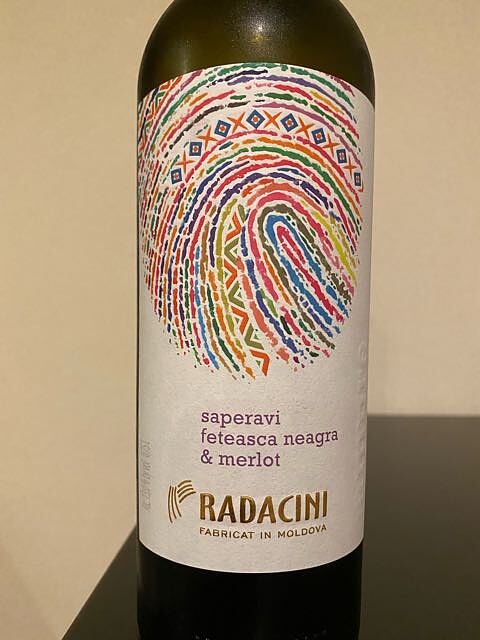 saperavi
feteasca neagra
& merlot
RADACINI
FABRICAT IN MOLDOVA